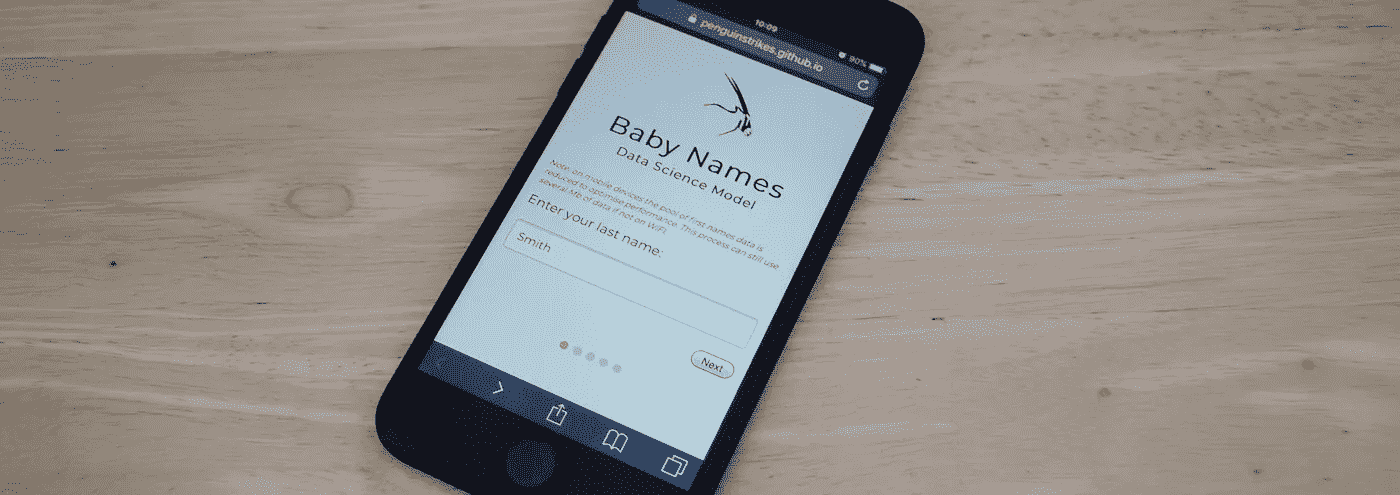 10:09
90%
penguinstrikes.github.io
Baby Names
Data Science Model
Note: on mobile devices the pool of first names data is
reduced to optimise performance. This process can still use
several Mb of data if not on WiFi.
Enter your last name:
Smith
Next